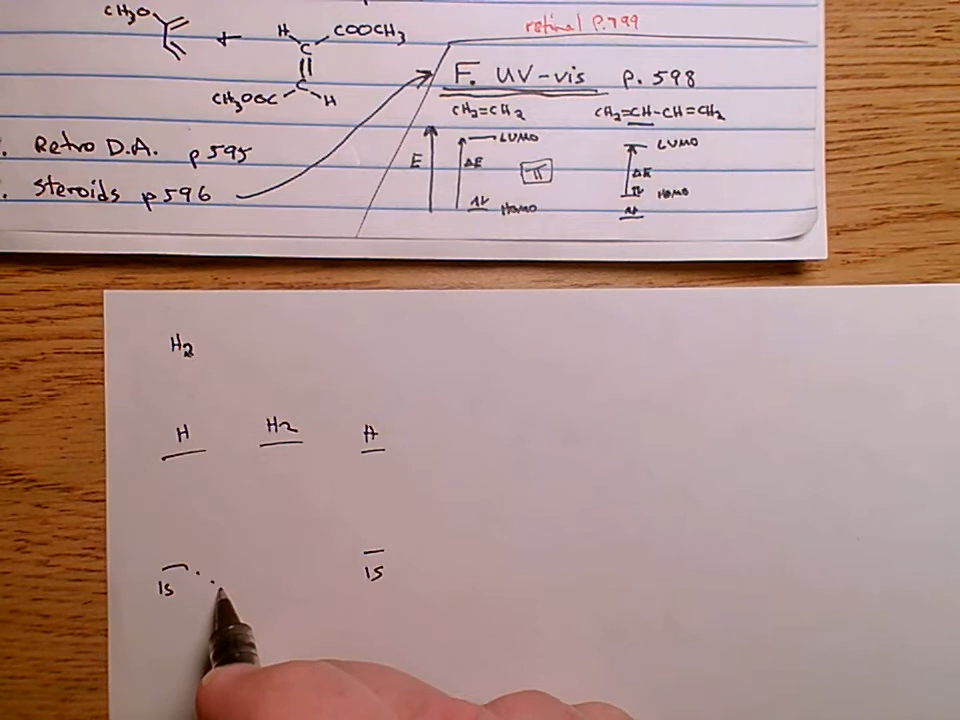 retinal p.799
CH3O
+
H COOCH3
C
C
CH3OOC H
F. UV-vis p. 598
CH2=CH2 CH2=CH-CH=CH2
Retro D.A. p595
Steroids p 596
E ΔE LUMO π HOMO
LUMO ΔE HOMO
H2
H H2 H
1s 1s